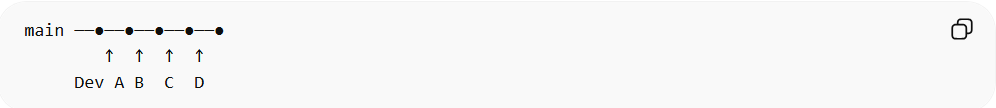 main ──●──●──●──●──●
↑ ↑ ↑ ↑
Dev A B C D